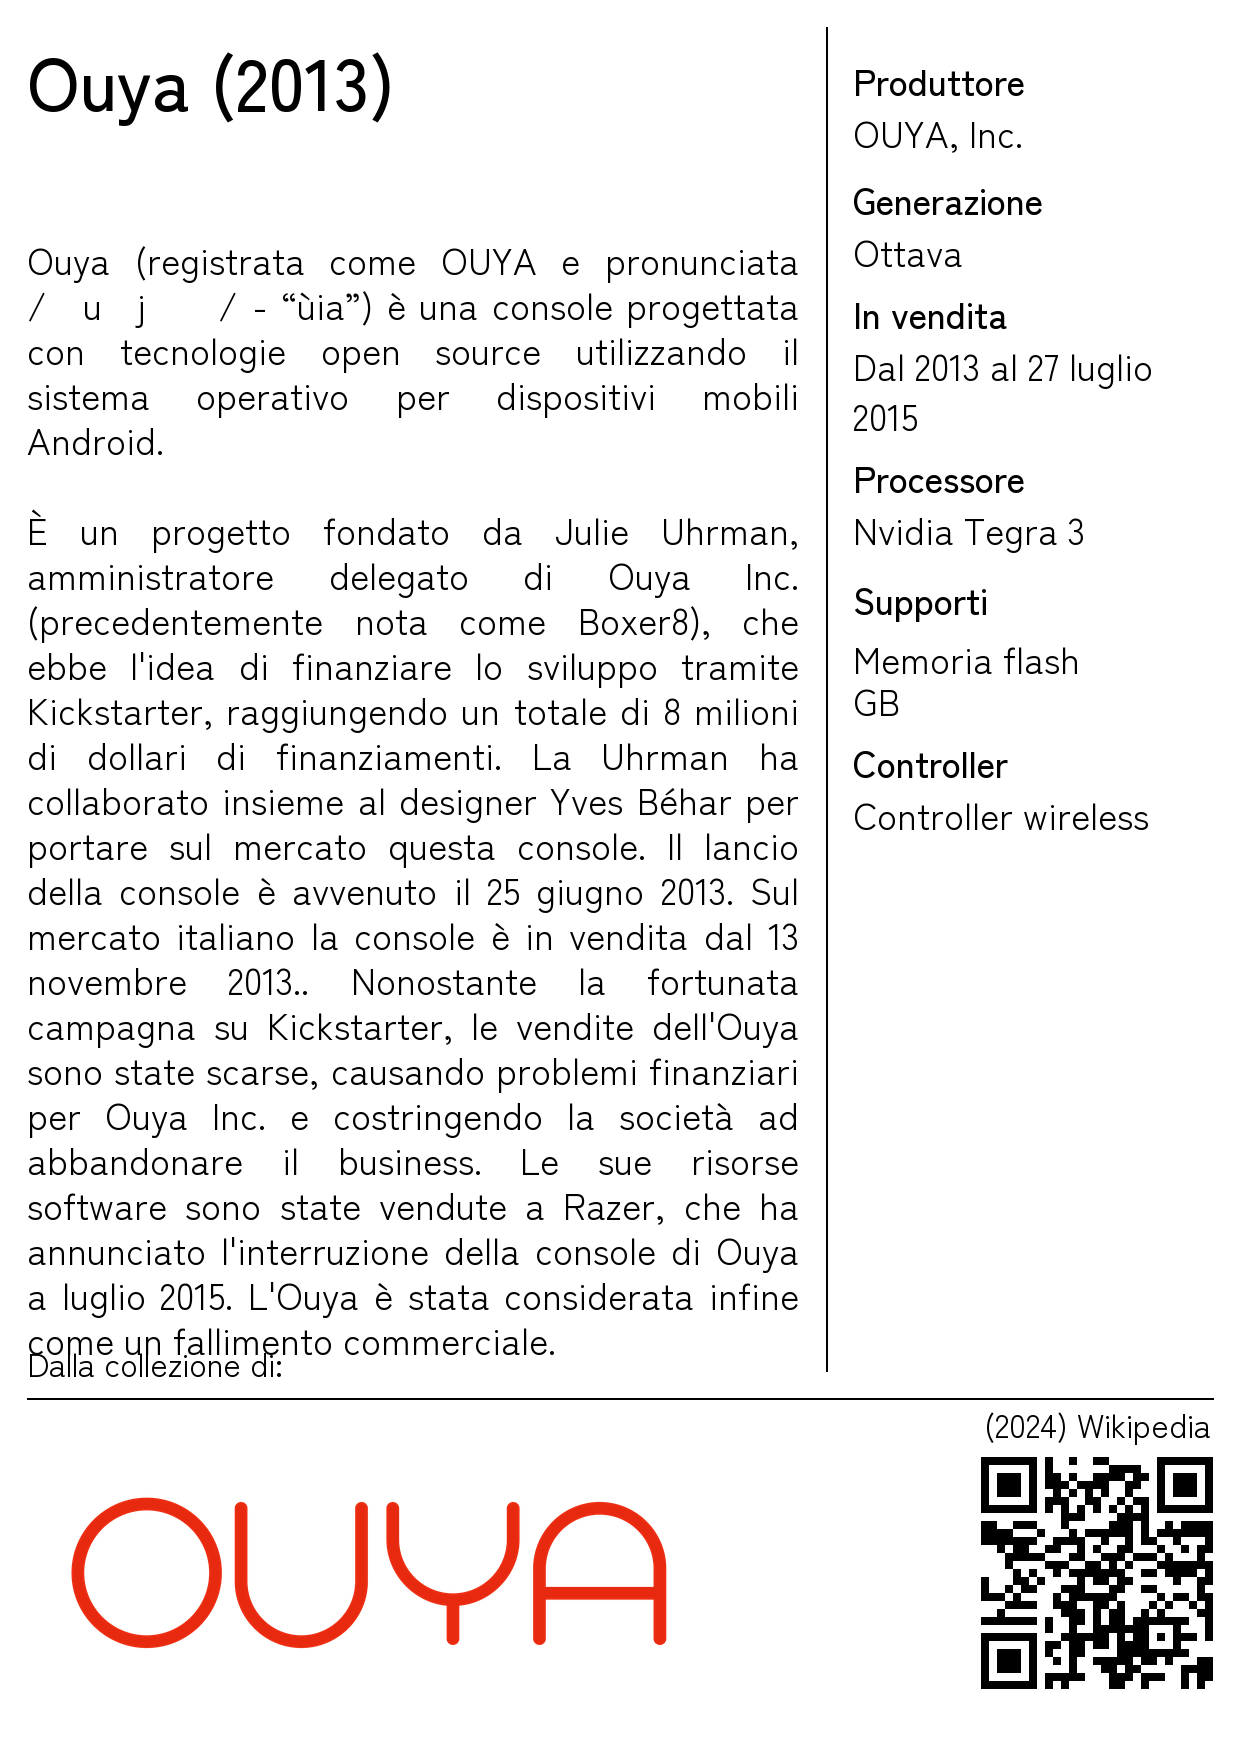 Ouya (2013)
Ouya (registrata come OUYA e pronunciata
/ u j / - “ùia”) è una console progettata
con tecnologie open source utilizzando il
sistema operativo per dispositivi mobili
Android.
È un progetto fondato da Julie Uhrman,
amministratore delegato di Ouya Inc.
(precedentemente nota come Boxer8), che
ebbe l'idea di finanziare lo sviluppo tramite
Kickstarter, raggiungendo un totale di 8 milioni
di dollari di finanziamenti. La Uhrman ha
collaborato insieme al designer Yves Béhar per
portare sul mercato questa console. Il lancio
della console è avvenuto il 25 giugno 2013. Sul
mercato italiano la console è in vendita dal 13
novembre 2013.. Nonostante la fortunata
campagna su Kickstarter, le vendite dell'Ouya
sono state scarse, causando problemi finanziari
per Ouya Inc. e costringendo la società ad
abbandonare il business. Le sue risorse
software sono state vendute a Razer, che ha
annunciato l'interruzione della console di Ouya
a luglio 2015. L'Ouya è stata considerata infine
come un fallimento commerciale.
Dalla collezione di:
Produttore
OUYA, Inc.
Generazione
Ottava
In vendita
Dal 2013 al 27 luglio
2015
Processore
Nvidia Tegra 3
Supporti
Memoria flash
GB
Controller
Controller wireless
(2024) Wikipedia
OUYA